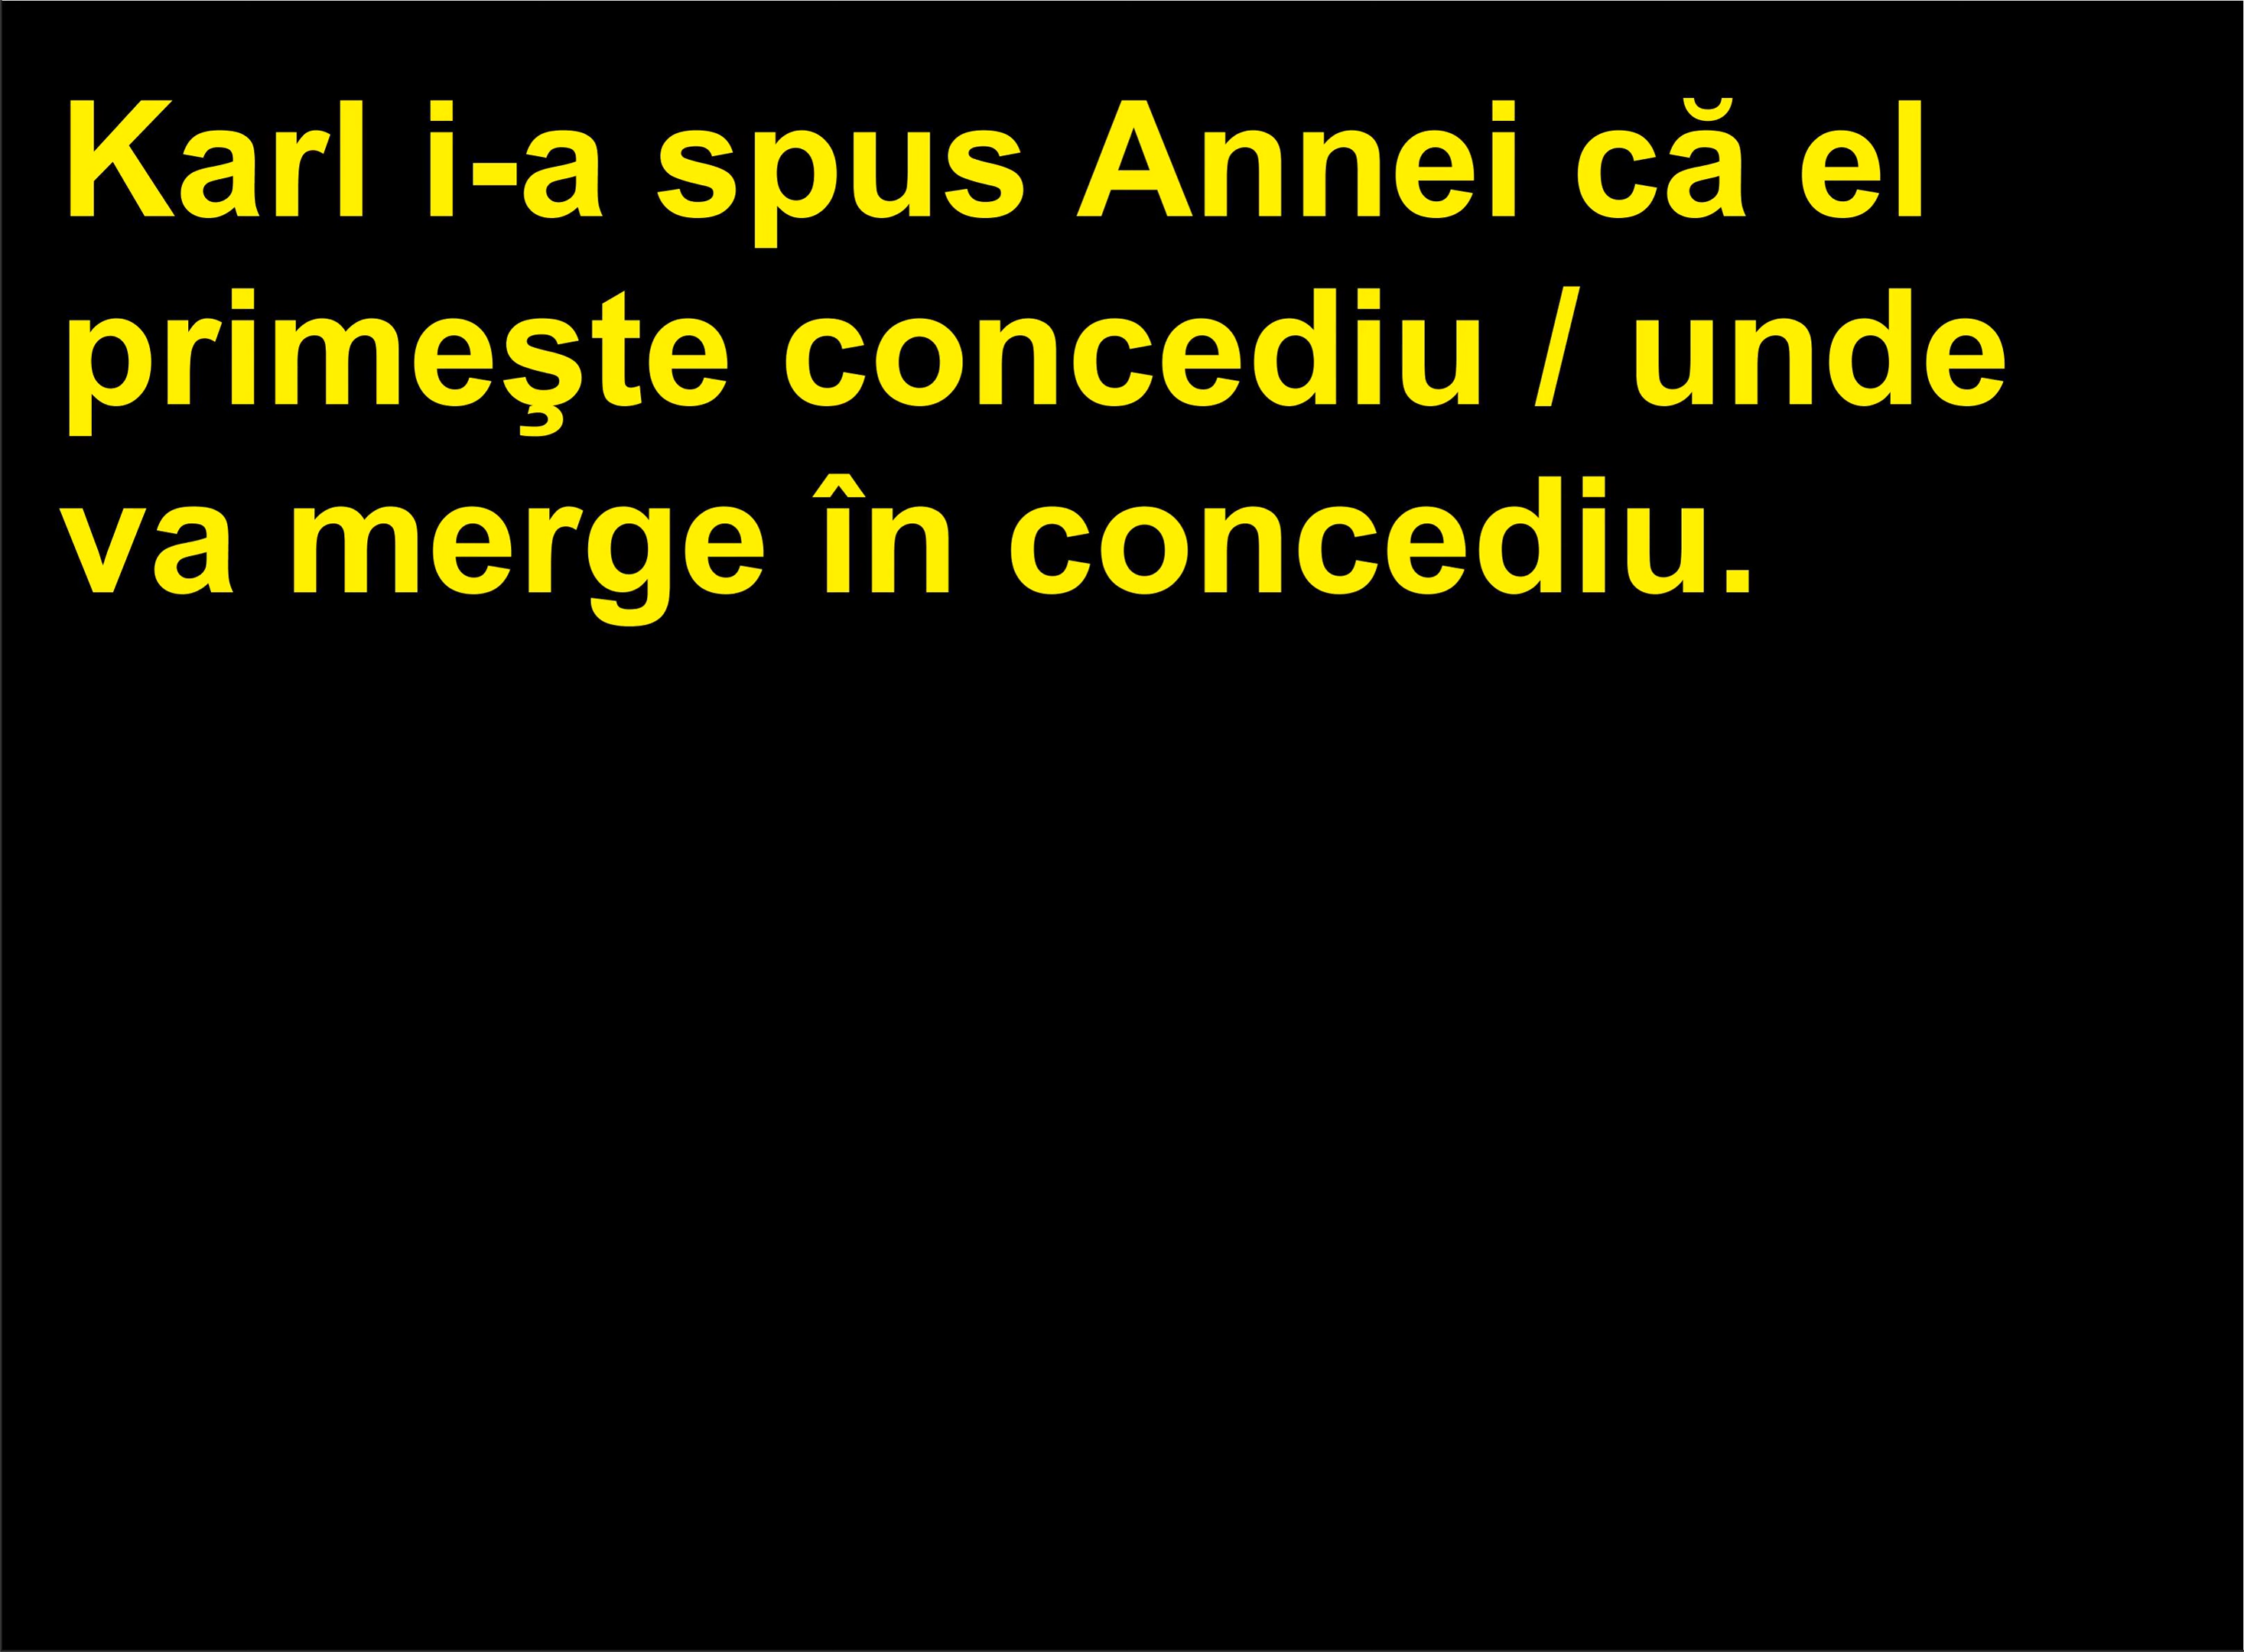 Karl i-a spus Annei că el
primeşte concediu / unde
va merge în concediu.